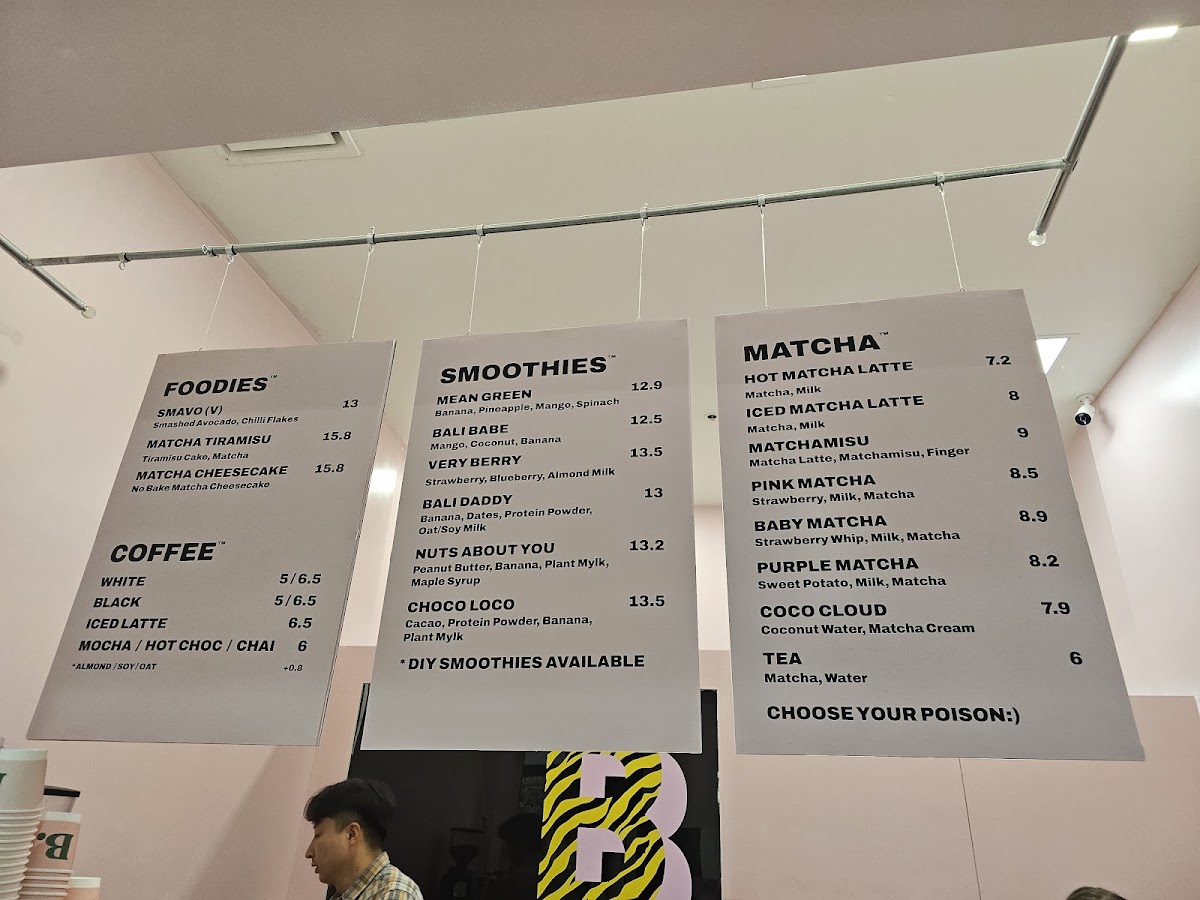 FOODIES™
SMAVO (V) 13
Smashed Avocado, Chilli Flakes
MATCHA TIRAMISU 15.8
Tiramisu Cake, Matcha
MATCHA CHEESECAKE 15.8
No Bake Matcha Cheesecake
COFFEE™
WHITE 5/6.5
BLACK 5/6.5
ICED LATTE 6.5
MOCHA / HOT CHOC / CHAI 6
*ALMOND/SOY/OAT +0.8
SMOOTHIES™
MEAN GREEN 12.9
Banana, Pineapple, Mango, Spinach
BALI BABE 12.5
Mango, Coconut, Banana
VERY BERRY 13.5
Strawberry, Blueberry, Almond Milk
BALI DADDY 13
Banana, Dates, Protein Powder,
Oat/Soy Milk
NUTS ABOUT YOU 13.2
Peanut Butter, Banana, Plant Mylk,
Maple Syrup
CHOCO LOCO 13.5
Cacao, Protein Powder, Banana,
Plant Mylk
*DIY SMOOTHIES AVAILABLE
MATCHA™
HOT MATCHA LATTE 7.2
Matcha, Milk
ICED MATCHA LATTE 8
Matcha, Milk
MATCHAMISU 9
Matcha Latte, Matchamisu, Finger
PINK MATCHA 8.5
Strawberry, Milk, Matcha
BABY MATCHA 8.9
Strawberry Whip, Milk, Matcha
PURPLE MATCHA 8.2
Sweet Potato, Milk, Matcha
COCO CLOUD 7.9
Coconut Water, Matcha Cream
TEA 6
Matcha, Water
CHOOSE YOUR POISON:)
B
B.